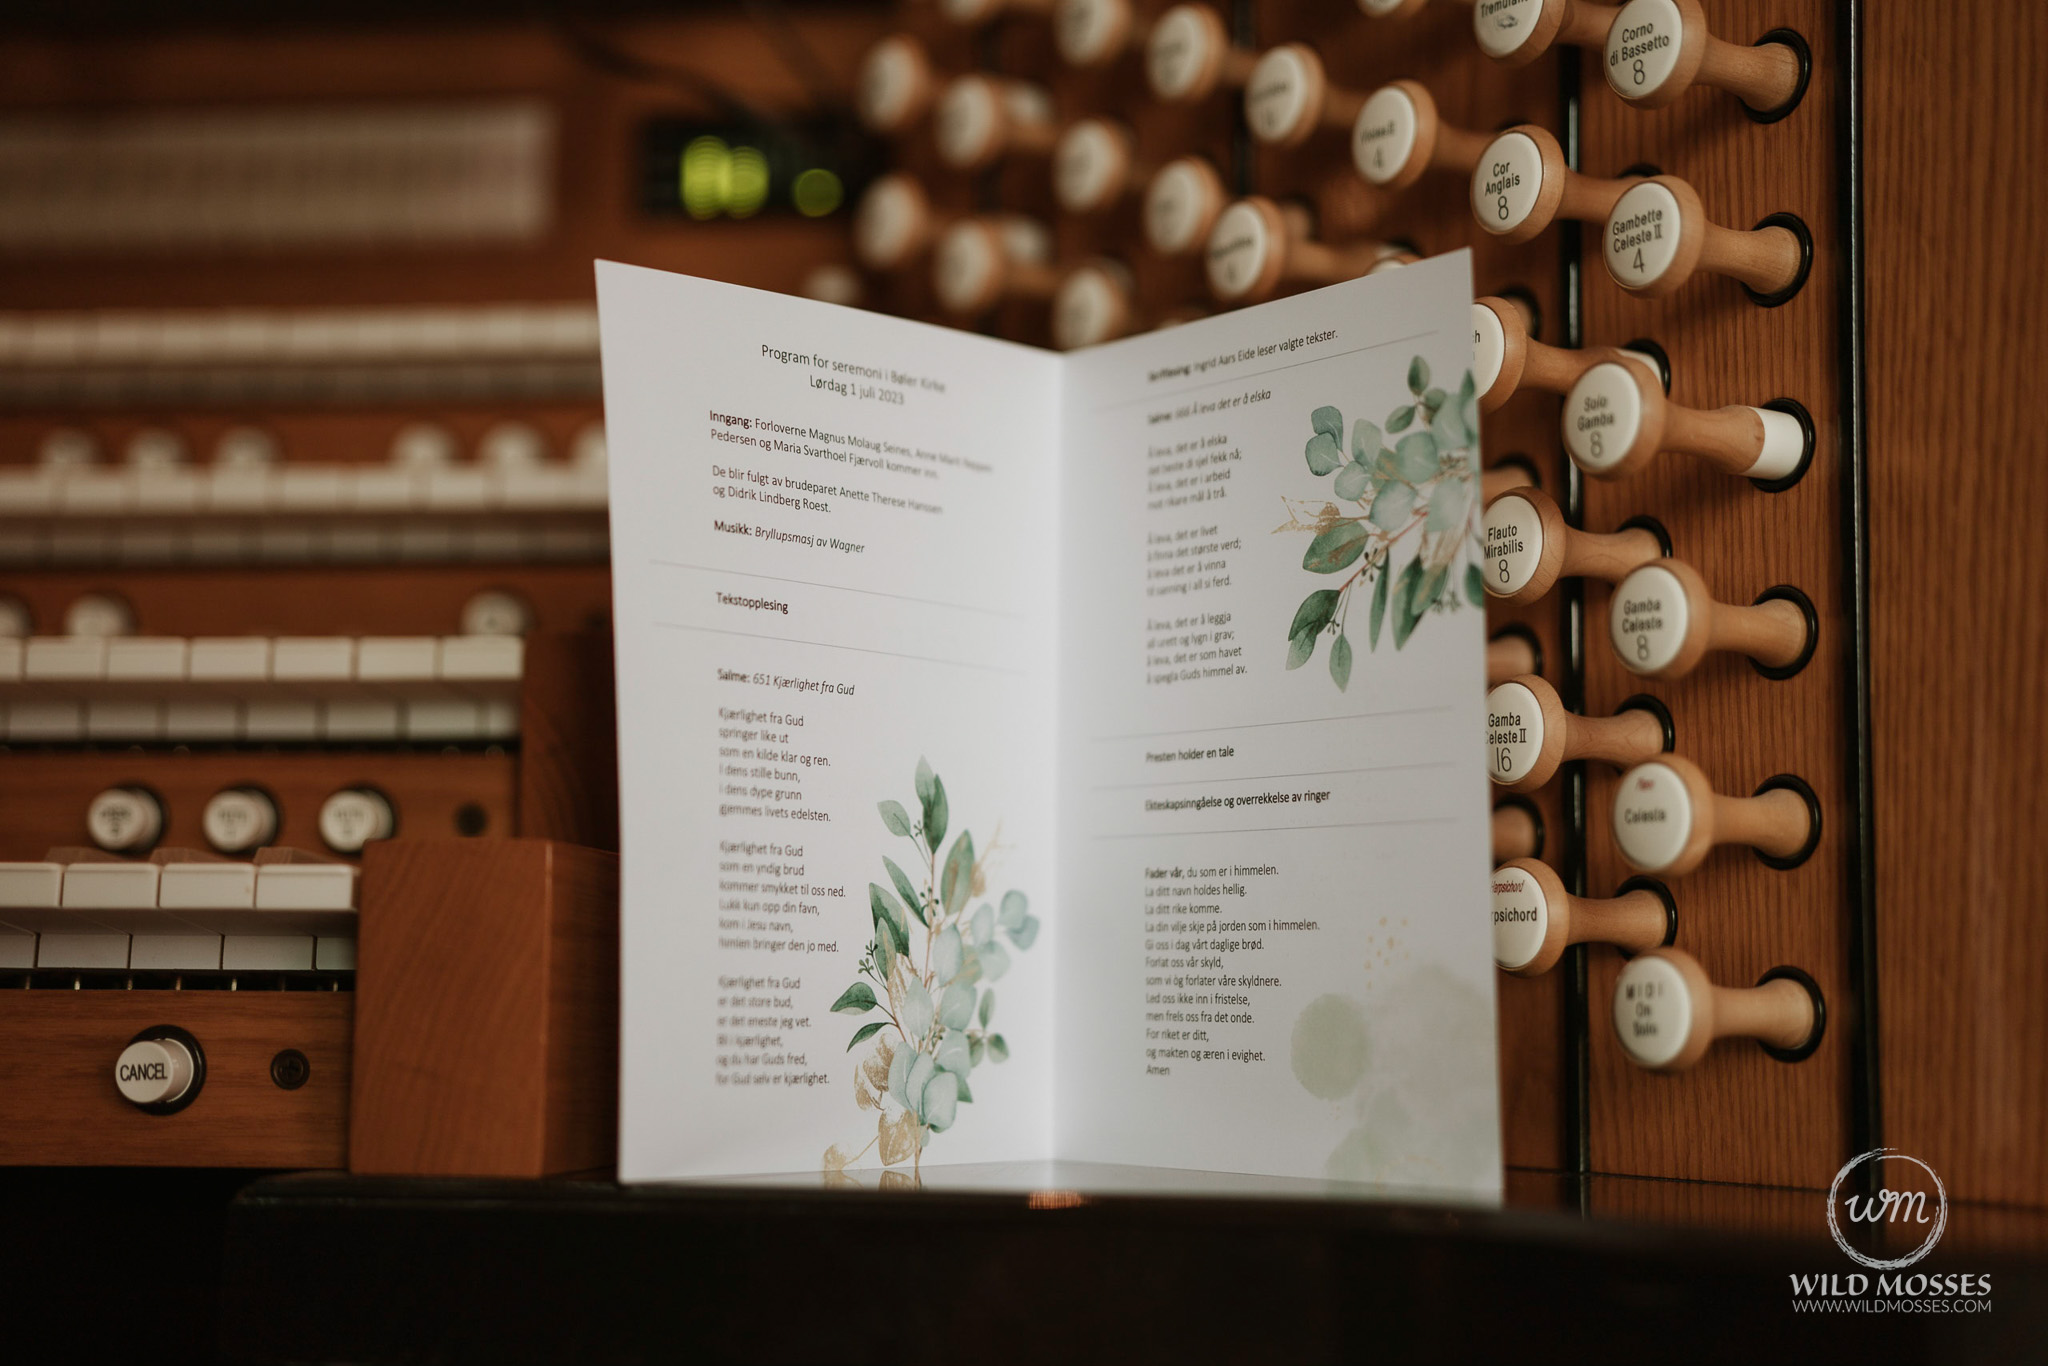 Program for seremoni i Bøler Kirke
Lørdag 1 juli 2023
Inngang: Forloverne Magnus Molaug Seines, Anne Marit
Pedersen og Maria Svarthoel Fjærvoll kommer inn.
De blir fulgt av brudeparet Anette Therese Hanssen
og Didrik Lindberg Roest.
Musikk: Bryllupsmasj av Wagner
Tekstopplesing
Salme: 651 Kjærlighet fra Gud
Kjærlighet fra Gud
springer like ut
som en kilde klar og ren.
I dens stille bunn,
i dens dype grunn
gjemmes livets edelsten.
Kjærlighet fra Gud
som en yndig brud
kommer smykket til oss ned.
Lukk kun opp din favn,
kom i Jesu navn,
himlen bringer den jo med.
Kjærlighet fra Gud
er det store bud,
er det eneste jeg vet.
Bli i kjærlighet,
og du har Guds fred,
for Gud selv er kjærlighet.
Skriftlesing: Ingrid Aars Eide leser valgte tekster.
Salme: 666 Å leva det er å elska
Å leva, det er å elska
det beste di sjel fekk nå;
å leva, det er i arbeid
mot rikare mål å trå.
Å leva, det er i livet
å finna det største verd;
å leva det er å vinna
til sanning i all si ferd.
Å leva, det er å leggja
all urett og lygn i grav;
å leva, det er som havet
å spegla Guds himmel av.
Presten holder en tale
Ekteskapsinngåelse og overrekkelse av ringer
Fader vår, du som er i himmelen.
La ditt navn holdes hellig.
La ditt rike komme.
La din vilje skje på jorden som i himmelen.
Gi oss i dag vårt daglige brød.
Forlat oss vår skyld,
som vi òg forlater våre skyldnere.
Led oss ikke inn i fristelse,
men frels oss fra det onde.
For riket er ditt,
og makten og æren i evighet.
Amen
Tremulant
Corno
di Bassetto
8
4
Cor
Anglais
8
Gambette
Celeste II
4
Solo
Gamba
8
Flauto
Mirabilis
8
Gamba
Celeste
8
Gamba
Celeste II
16
Celesta
Harpsichord
MIDI
On
Solo
CANCEL
wm
WILD MOSSES
WWW.WILDMOSSES.COM